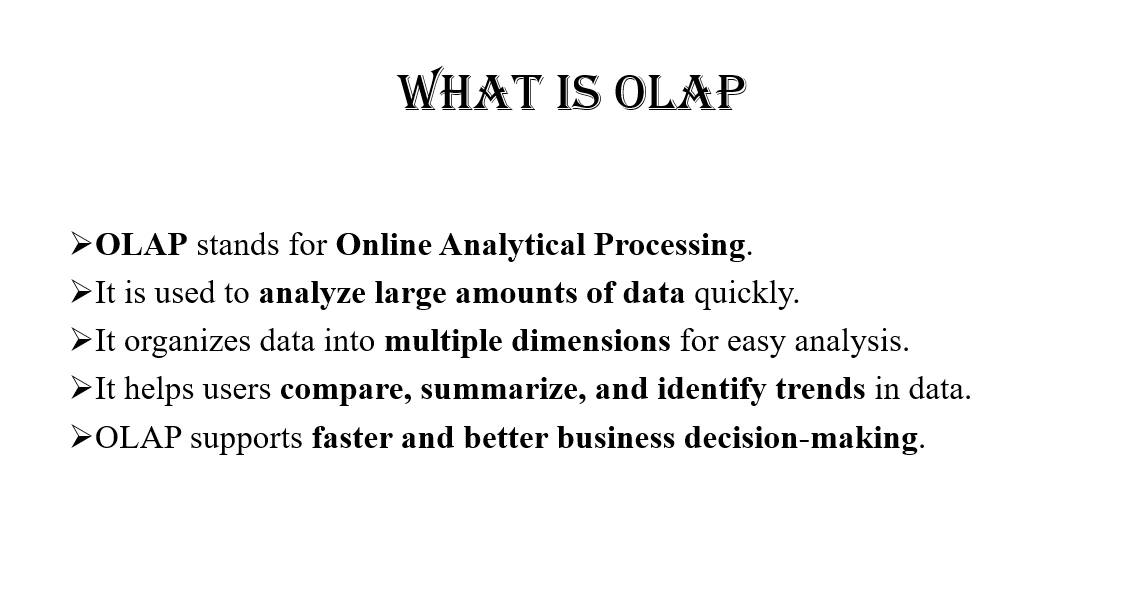 WHAT IS OLAP
➢OLAP stands for Online Analytical Processing.
➢It is used to analyze large amounts of data quickly.
➢It organizes data into multiple dimensions for easy analysis.
➢It helps users compare, summarize, and identify trends in data.
➢OLAP supports faster and better business decision-making.